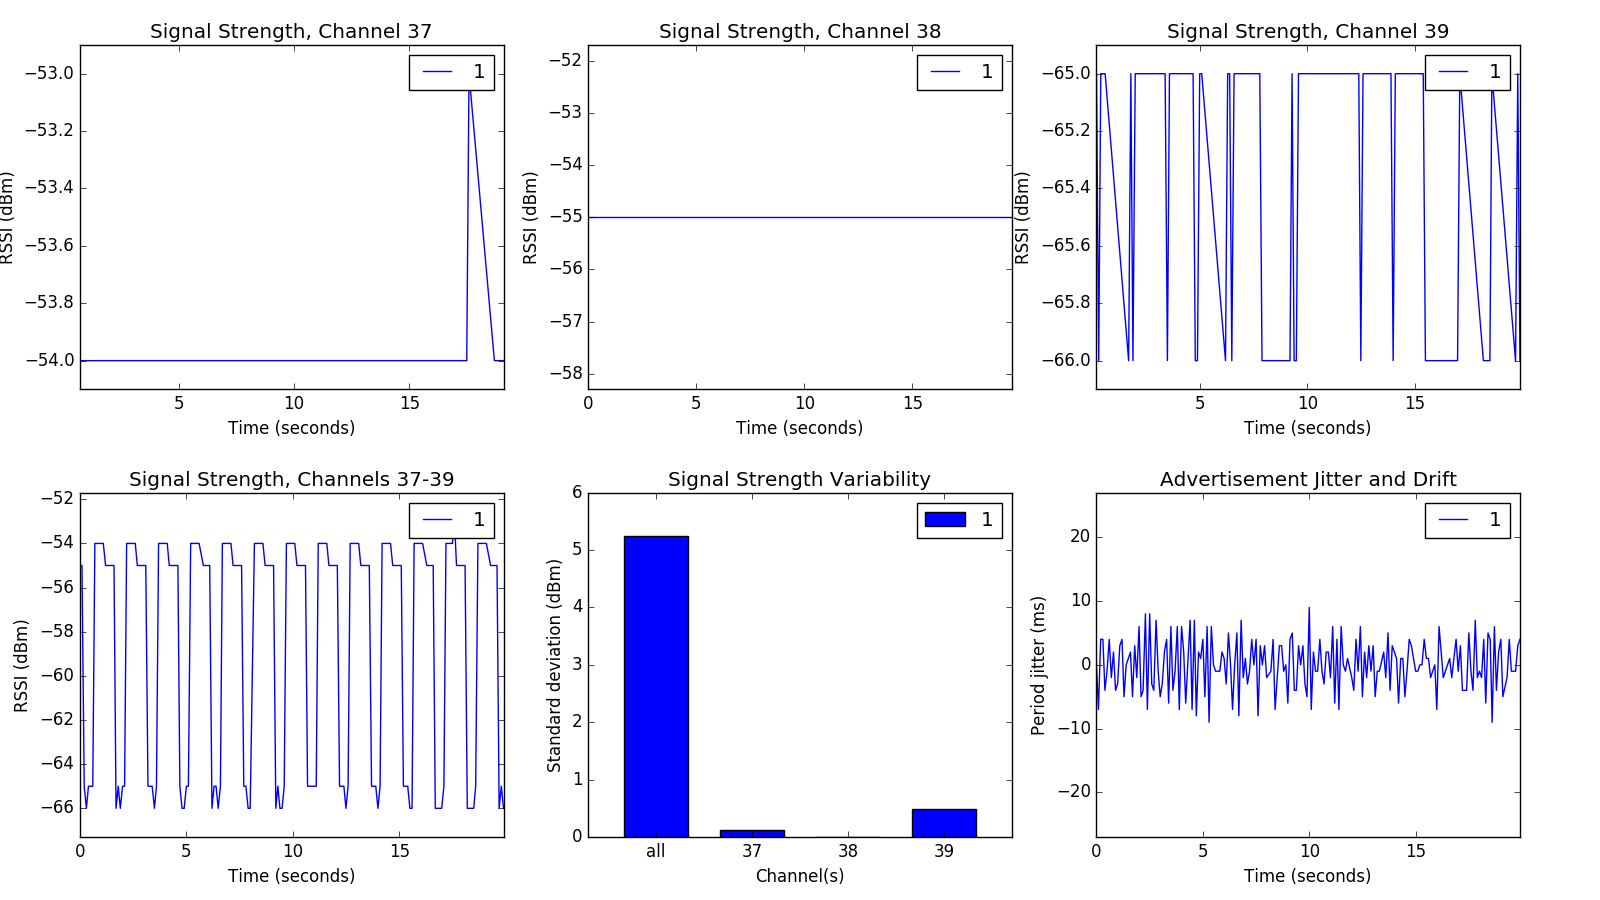 Signal Strength, Channel 37
1
−53.0
−53.2
−53.4
−53.6
−53.8
−54.0
RSSI (dBm)
5 10 15
Time (seconds)
Signal Strength, Channel 38
1
−52
−53
−54
−55
−56
−57
−58
RSSI (dBm)
0 5 10 15
Time (seconds)
Signal Strength, Channel 39
1
−65.0
−65.2
−65.4
−65.6
−65.8
−66.0
RSSI (dBm)
5 10 15
Time (seconds)
Signal Strength, Channels 37-39
1
−52
−54
−56
−58
−60
−62
−64
−66
RSSI (dBm)
0 5 10 15
Time (seconds)
Signal Strength Variability
1
6
5
4
3
2
1
0
Standard deviation (dBm)
all 37 38 39
Channel(s)
Advertisement Jitter and Drift
1
20
10
0
−10
−20
Period jitter (ms)
0 5 10 15
Time (seconds)